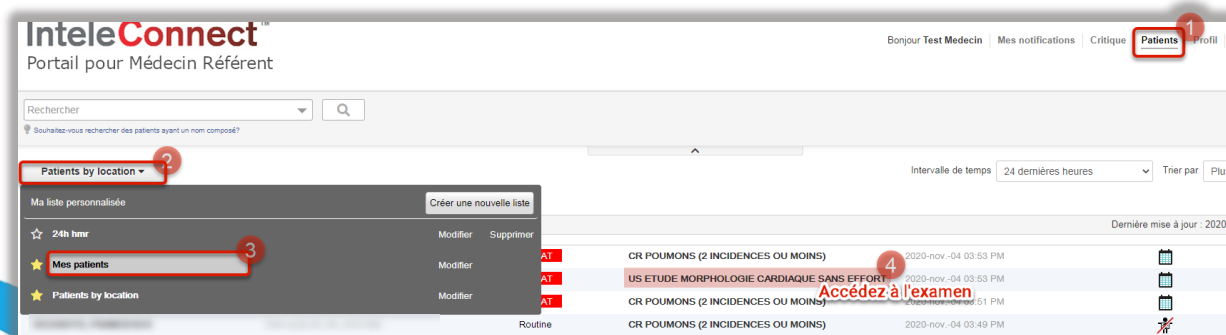 InteleConnect™
Portail pour Médecin Référent
Bonjour Test Medecin Mes notifications Critique Patients Profil
1
Rechercher
Souhaitez-vous rechercher des patients ayant un nom composé?
2
Patients by location
Intervalle de temps 24 dernières heures Trier par Plu
Ma liste personnalisée Créer une nouvelle liste
Dernière mise à jour : 2020
24h hmr Modifier Supprimer
3
Mes patients Modifier
Patients by location Modifier
AT CR POUMONS (2 INCIDENCES OU MOINS) 2020-nov.-04 03:53 PM
4
AT US ETUDE MORPHOLOGIE CARDIAQUE SANS EFFORT 2020-nov.-04 03:53 PM
Accédez à l'examen
AT CR POUMONS (2 INCIDENCES OU MOINS) 2020-nov.-04 03:51 PM
Routine CR POUMONS (2 INCIDENCES OU MOINS) 2020-nov.-04 03:49 PM